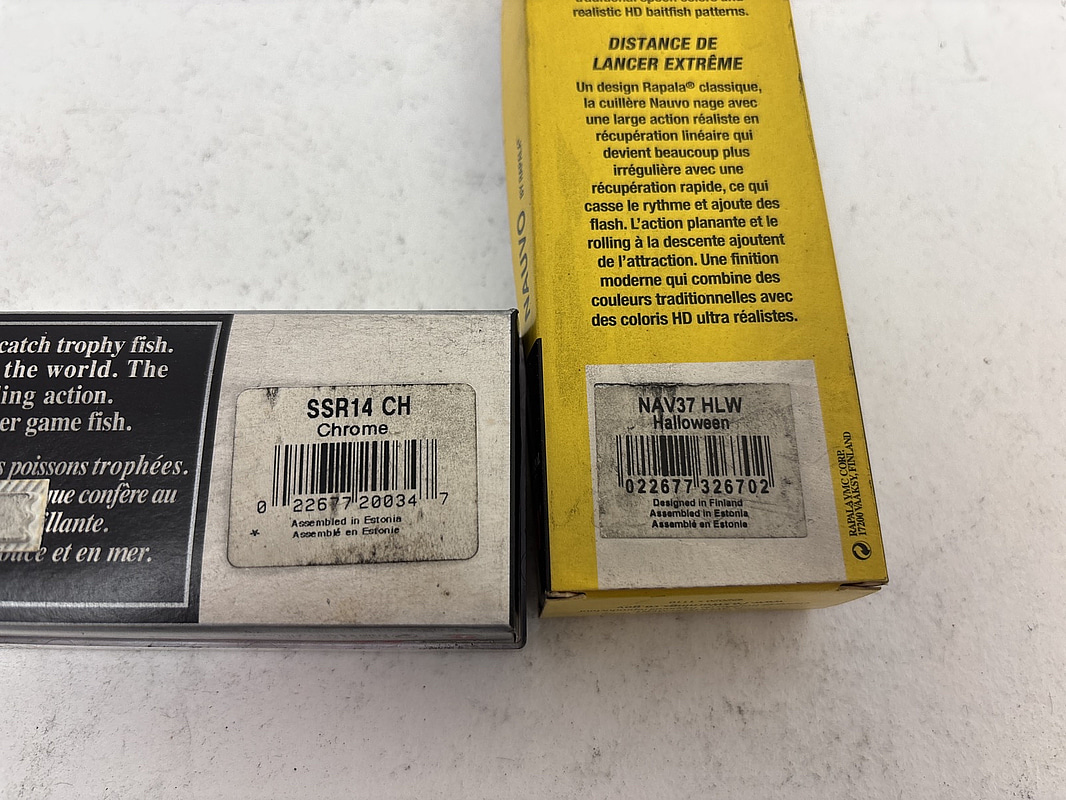 realistic HD baitfish patterns.
DISTANCE DE
LANCER EXTRÊME
Un design Rapala® classique,
la cuillère Nauvo nage avec
une large action réaliste en
récupération linéaire qui
devient beaucoup plus
irrégulière avec une
récupération rapide, ce qui
casse le rythme et ajoute des
flash. L'action planante et le
rolling à la descente ajoutent
de l'attraction. Une finition
moderne qui combine des
couleurs traditionnelles avec
des coloris HD ultra réalistes.
NAUVO BY RAPALA
NAV37 HLW
Halloween
022677 326702
Designed in Finland
Assembled in Estonia
Assemblé en Estonie
RAPALA VMC CORP.
17200 VÄÄKSY, FINLAND
catch trophy fish.
the world. The
ing action.
er game fish.
s poissons trophées.
que confère au
illante.
ouce et en mer.
SSR14 CH
Chrome
0 22677 20034 7
Assembled in Estonia
* Assemblé en Estonie